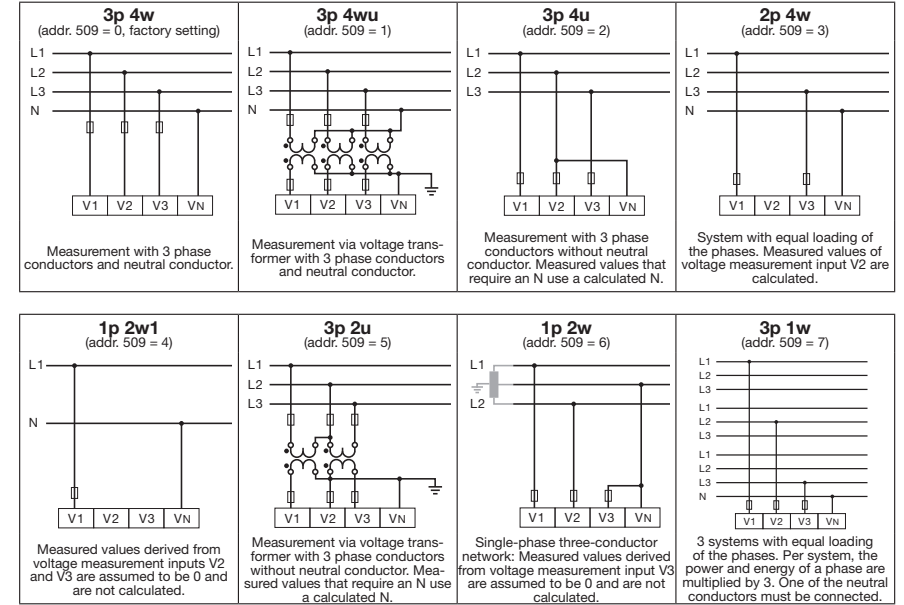 3p 4w
(addr. 509 = 0, factory setting)
L1
L2
L3
N
V1 V2 V3 VN
Measurement with 3 phase
conductors and neutral conductor.
3p 4wu
(addr. 509 = 1)
L1
L2
L3
N
V1 V2 V3 VN
Measurement via voltage trans-
former with 3 phase conductors
and neutral conductor.
3p 4u
(addr. 509 = 2)
L1
L2
L3
V1 V2 V3 VN
Measurement with 3 phase
conductors without neutral
conductor. Measured values that
require an N use a calculated N.
2p 4w
(addr. 509 = 3)
L1
L2
L3
N
V1 V2 V3 VN
System with equal loading of
the phases. Measured values of
voltage measurement input V2 are
calculated.
1p 2w1
(addr. 509 = 4)
L1
N
V1 V2 V3 VN
Measured values derived from
voltage measurement inputs V2
and V3 are assumed to be 0 and
are not calculated.
3p 2u
(addr. 509 = 5)
L1
L2
L3
V1 V2 V3 VN
Measurement via voltage trans-
former with 3 phase conductors
without neutral conductor. Mea-
sured values that require an N use
a calculated N.
1p 2w
(addr. 509 = 6)
L1
L2
V1 V2 V3 VN
Single-phase three-conductor
network: Measured values derived
from voltage measurement input V3
are assumed to be 0 and are not
calculated.
3p 1w
(addr. 509 = 7)
L1
L2
L3
L1
L2
L3
L1
L2
L3
N
V1 V2 V3 VN
3 systems with equal loading
of the phases. Per system, the
power and energy of a phase are
multiplied by 3. One of the neutral
conductors must be connected.